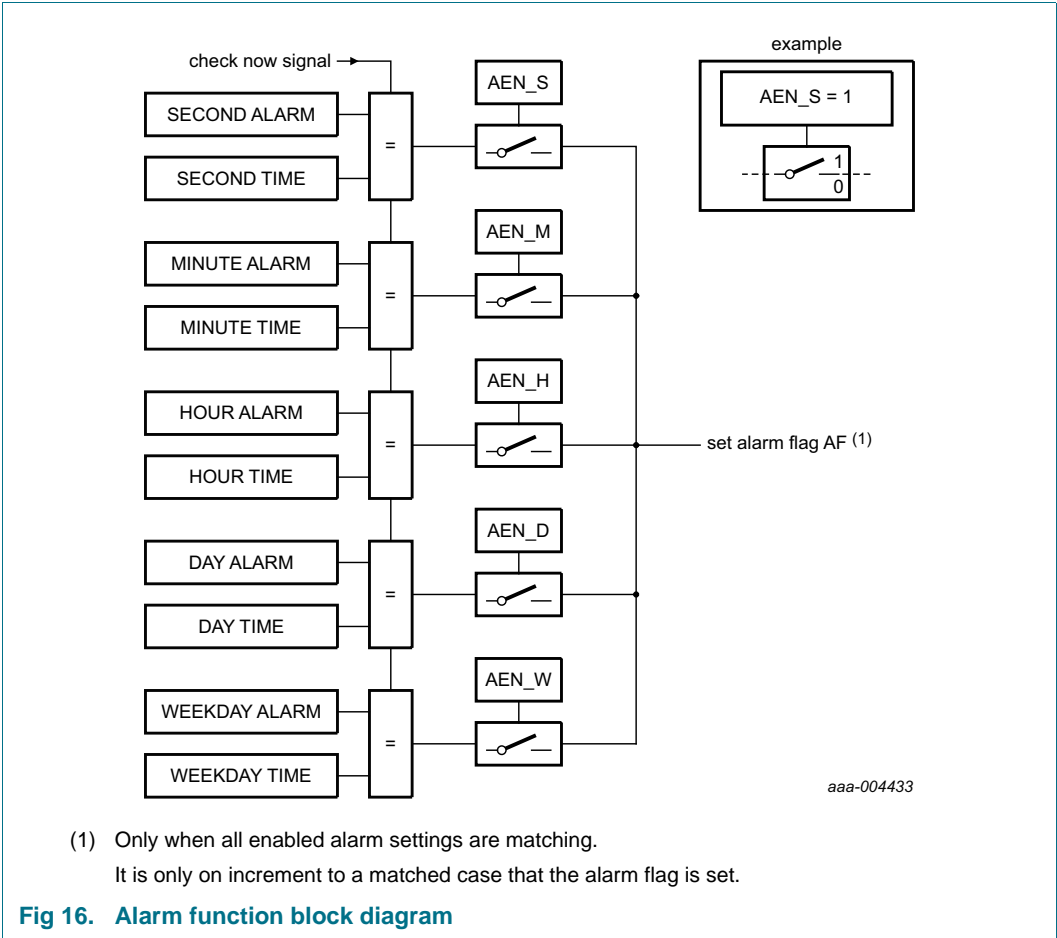 example
check now signal
AEN_S
AEN_S = 1
SECOND ALARM
=
1
SECOND TIME
0
AEN_M
MINUTE ALARM
=
MINUTE TIME
AEN_H
HOUR ALARM
=
set alarm flag AF (1)
HOUR TIME
AEN_D
DAY ALARM
=
DAY TIME
AEN_W
WEEKDAY ALARM
=
WEEKDAY TIME
aaa-004433
(1) Only when all enabled alarm settings are matching.
It is only on increment to a matched case that the alarm flag is set.
Fig 16. Alarm function block diagram